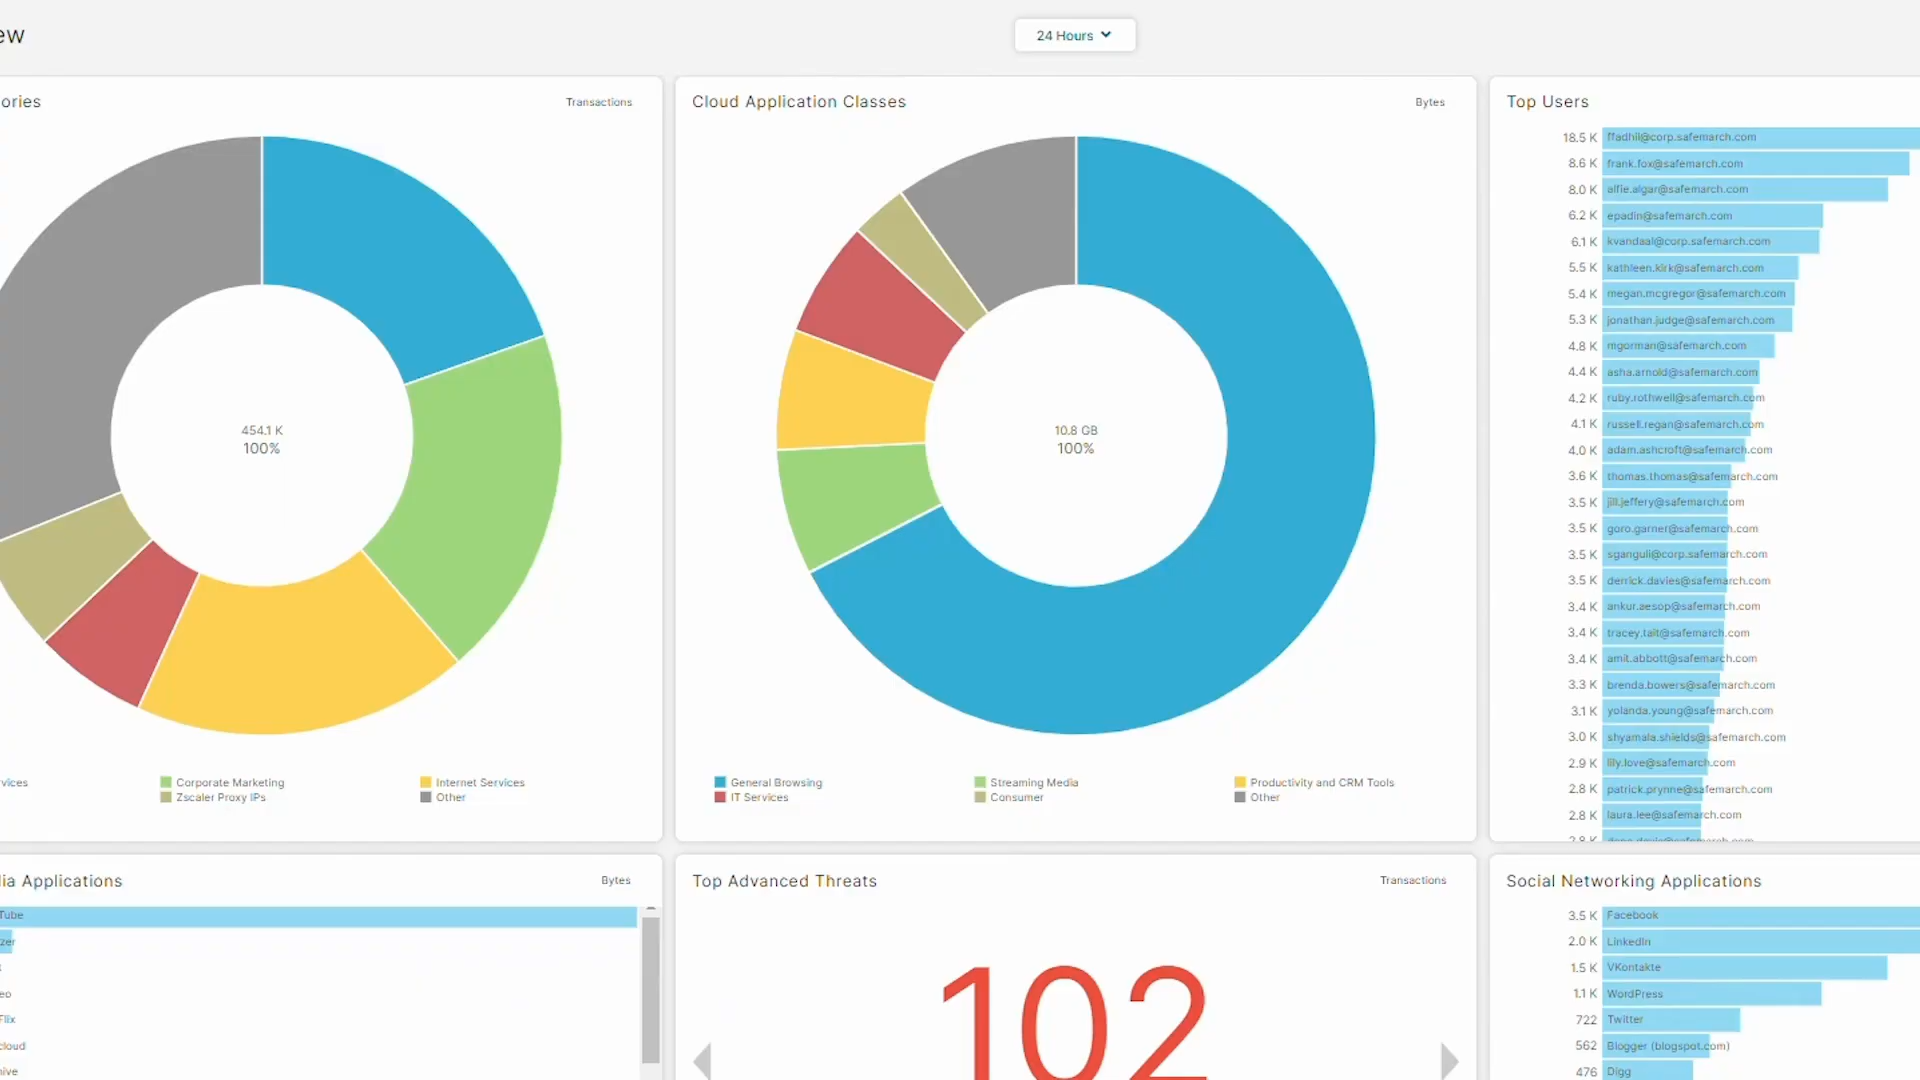 ew
24 Hours
ories
Transactions
454.1 K
100%
vices
Corporate Marketing
Internet Services
Zscaler Proxy IPs
Other
Cloud Application Classes
Bytes
10.8 GB
100%
General Browsing
Streaming Media
Productivity and CRM Tools
IT Services
Consumer
Other
Top Users
18.5 K ffadhil@corp.safemarch.com
8.6 K frank.fox@safemarch.com
8.0 K alfie.algar@safemarch.com
6.2 K epadin@safemarch.com
6.1 K kvandaal@corp.safemarch.com
5.5 K kathleen.kirk@safemarch.com
5.4 K megan.mcgregor@safemarch.com
5.3 K jonathan.judge@safemarch.com
4.8 K mgorman@safemarch.com
4.4 K asha.arnold@safemarch.com
4.2 K ruby.rothwell@safemarch.com
4.1 K russell.regan@safemarch.com
4.0 K adam.ashcroft@safemarch.com
3.6 K thomas.thomas@safemarch.com
3.5 K jill.jeffery@safemarch.com
3.5 K goro.garner@safemarch.com
3.5 K sganguli@corp.safemarch.com
3.5 K derrick.davies@safemarch.com
3.4 K ankur.aesop@safemarch.com
3.4 K tracey.tait@safemarch.com
3.4 K amit.abbott@safemarch.com
3.3 K brenda.bowers@safemarch.com
3.1 K yolanda.young@safemarch.com
3.0 K shyamala.shields@safemarch.com
2.9 K lily.love@safemarch.com
2.8 K patrick.prynne@safemarch.com
2.8 K laura.lee@safemarch.com
2.8 K
ia Applications
Bytes
Tube
zer
eo
Flix
cloud
hive
Top Advanced Threats
Transactions
102
Social Networking Applications
3.5 K Facebook
2.0 K LinkedIn
1.5 K VKontakte
1.1 K WordPress
722 Twitter
562 Blogger (blogspot.com)
476 Digg